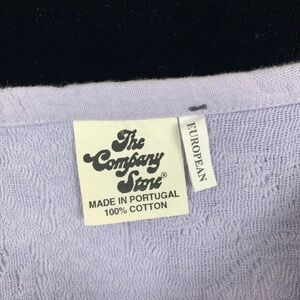 The
Company
Store®
MADE IN PORTUGAL
100% COTTON
EUROPEAN